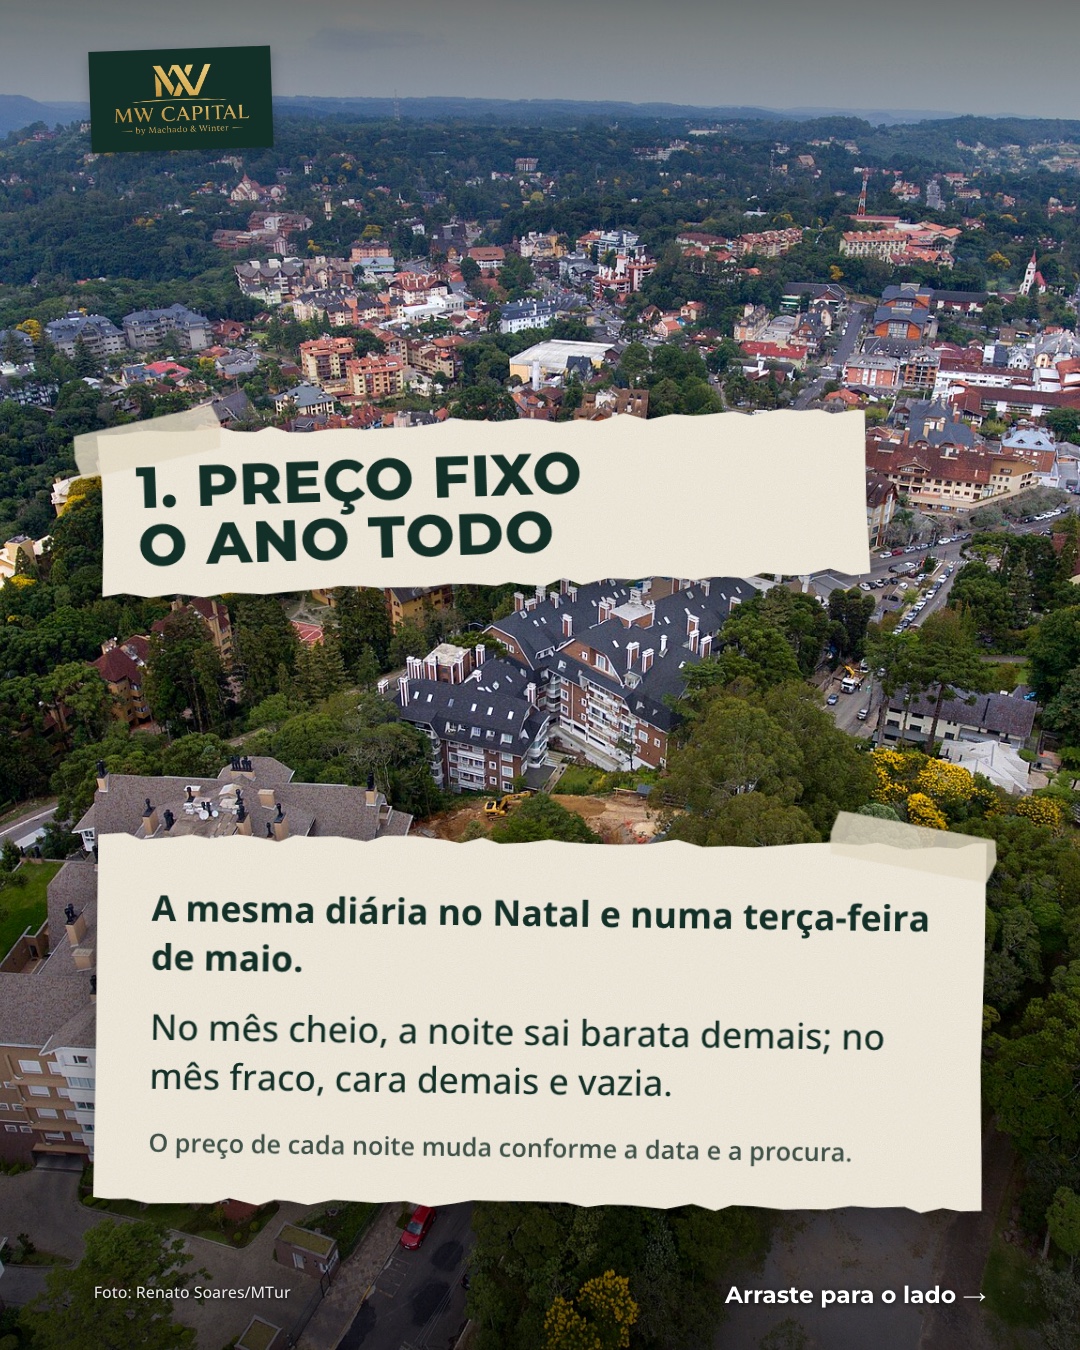 MW CAPITAL
by Machado & Winter
1. PREÇO FIXO
O ANO TODO
A mesma diária no Natal e numa terça-feira
de maio.
No mês cheio, a noite sai barata demais; no
mês fraco, cara demais e vazia.
O preço de cada noite muda conforme a data e a procura.
Foto: Renato Soares/MTur
Arraste para o lado →